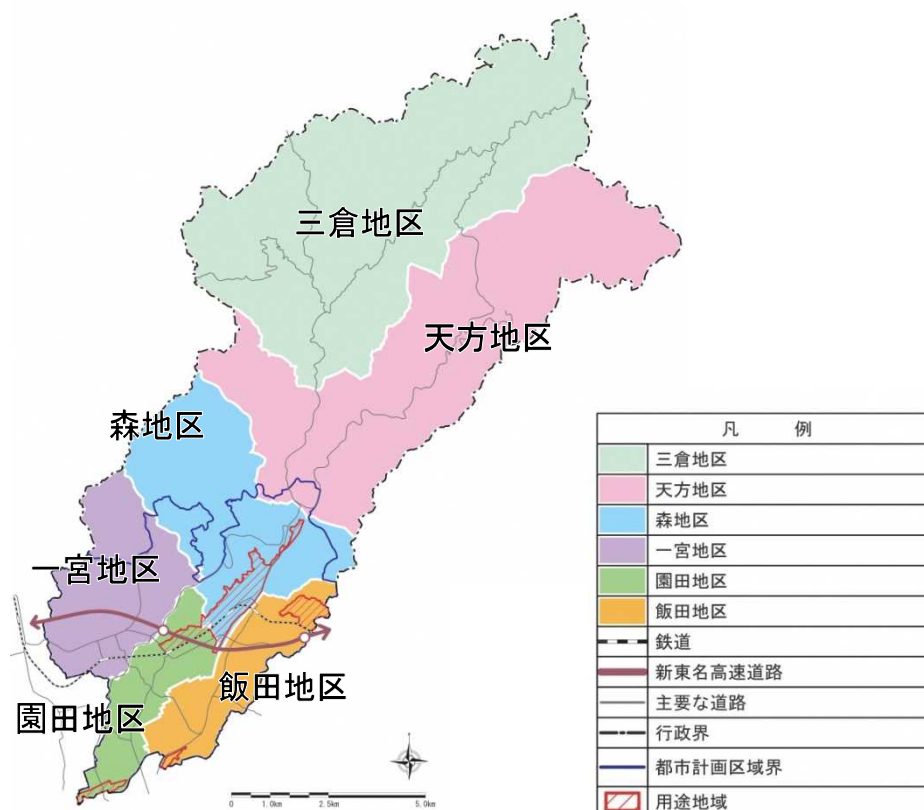 三倉地区
天方地区
森地区
一宮地区
飯田地区
園田地区
0 1.0km 2.5km 5.0km
凡 例
三倉地区
天方地区
森地区
一宮地区
園田地区
飯田地区
鉄道
新東名高速道路
主要な道路
行政界
都市計画区域界
用途地域